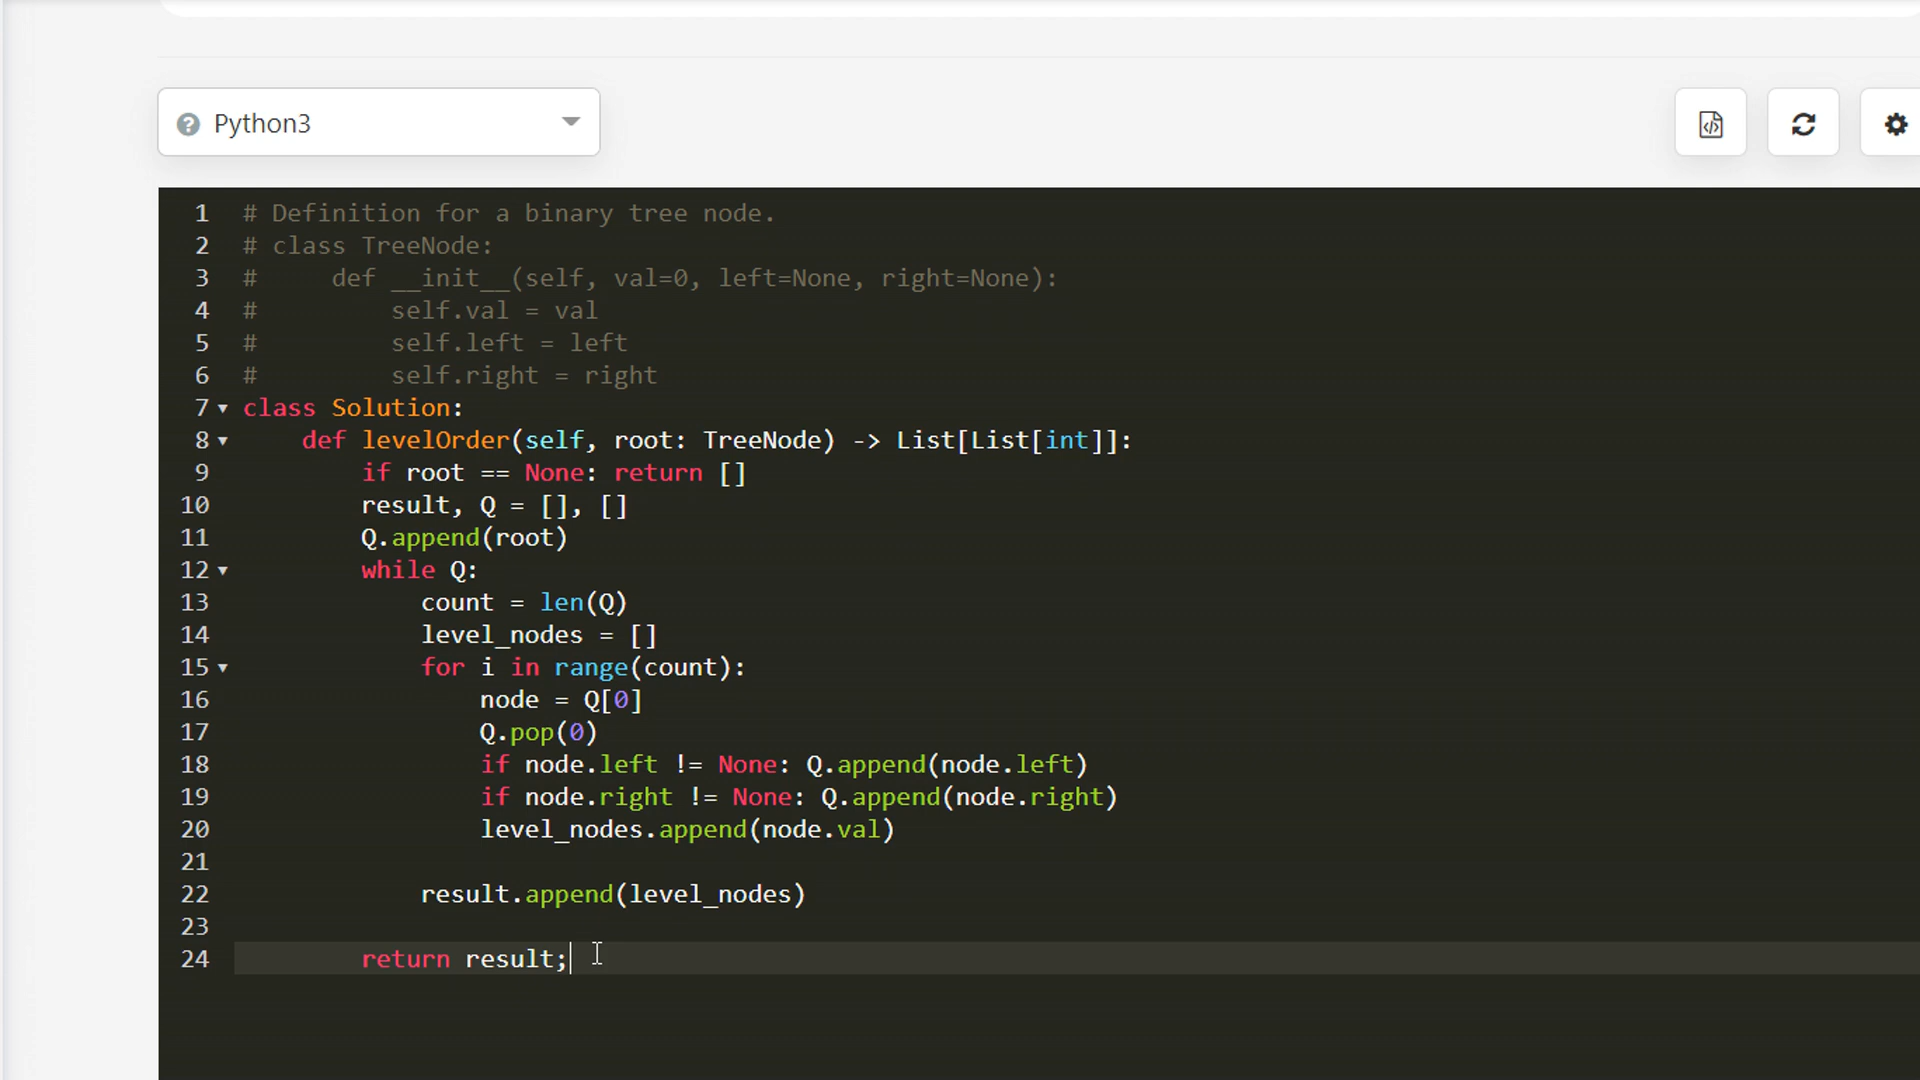 Python3
1 # Definition for a binary tree node.
2 # class TreeNode:
3 #     def __init__(self, val=0, left=None, right=None):
4 #         self.val = val
5 #         self.left = left
6 #         self.right = right
7 class Solution:
8     def levelOrder(self, root: TreeNode) -> List[List[int]]:
9         if root == None: return []
10         result, Q = [], []
11         Q.append(root)
12         while Q:
13             count = len(Q)
14             level_nodes = []
15             for i in range(count):
16                 node = Q[0]
17                 Q.pop(0)
18                 if node.left != None: Q.append(node.left)
19                 if node.right != None: Q.append(node.right)
20                 level_nodes.append(node.val)
21
22             result.append(level_nodes)
23
24         return result;